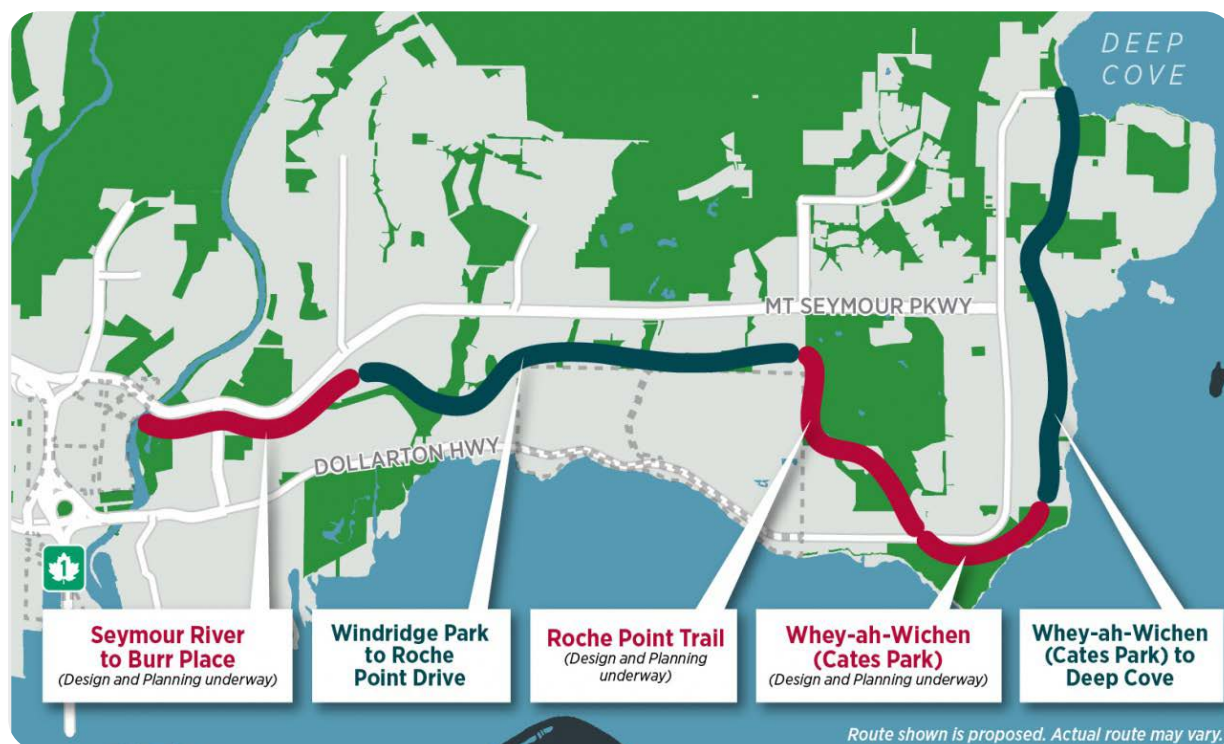 DEEP
COVE
MT SEYMOUR PKWY
DOLLARTON HWY
1
Seymour River
to Burr Place
(Design and Planning underway)
Windridge Park
to Roche
Point Drive
Roche Point Trail
(Design and Planning
underway)
Whey-ah-Wichen
(Cates Park)
(Design and Planning underway)
Whey-ah-Wichen
(Cates Park) to
Deep Cove
Route shown is proposed. Actual route may vary.